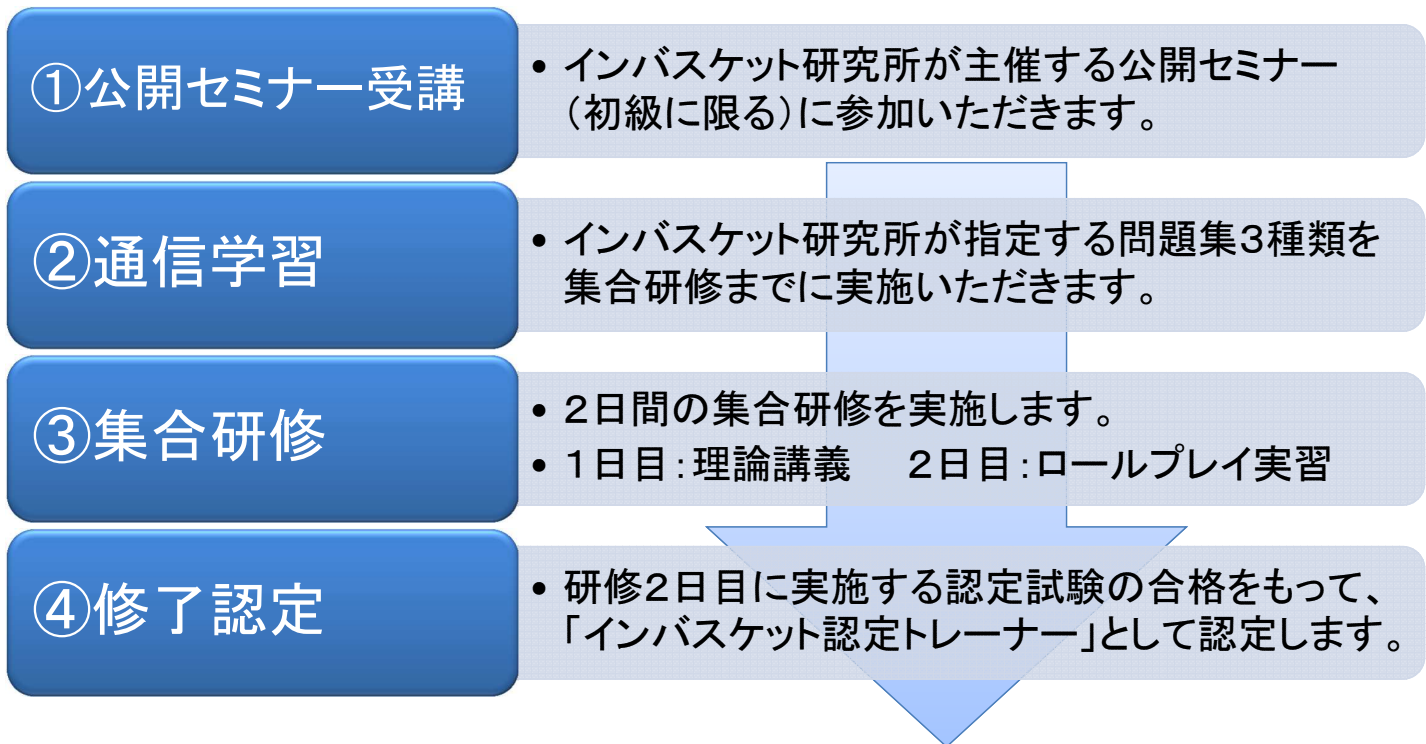 ①公開セミナー受講
• インバスケット研究所が主催する公開セミナー
（初級に限る）に参加いただきます。
②通信学習
• インバスケット研究所が指定する問題集３種類を
集合研修までに実施いただきます。
③集合研修
• ２日間の集合研修を実施します。
• １日目：理論講義　２日目：ロールプレイ実習
④修了認定
• 研修２日目に実施する認定試験の合格をもって、
「インバスケット認定トレーナー」として認定します。